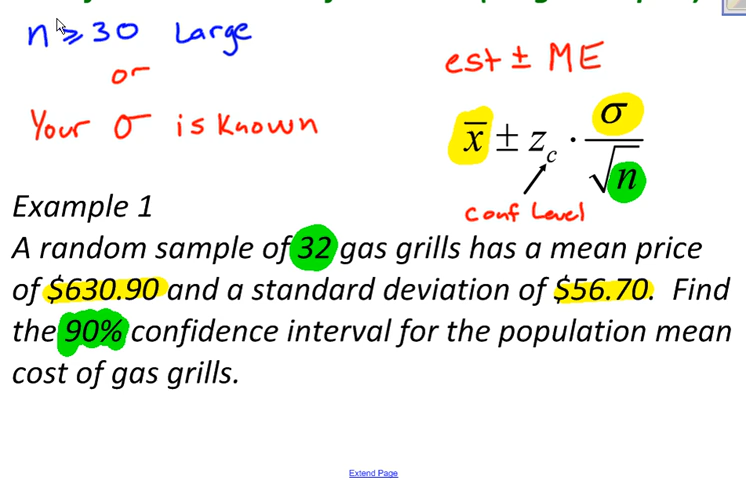 n ≥ 30 Large
or
Your σ is Known
est ± ME
x̄ ± z_c · σ/√n
Conf Level
Example 1
A random sample of 32 gas grills has a mean price
of $630.90 and a standard deviation of $56.70. Find
the 90% confidence interval for the population mean
cost of gas grills.
Extend Page